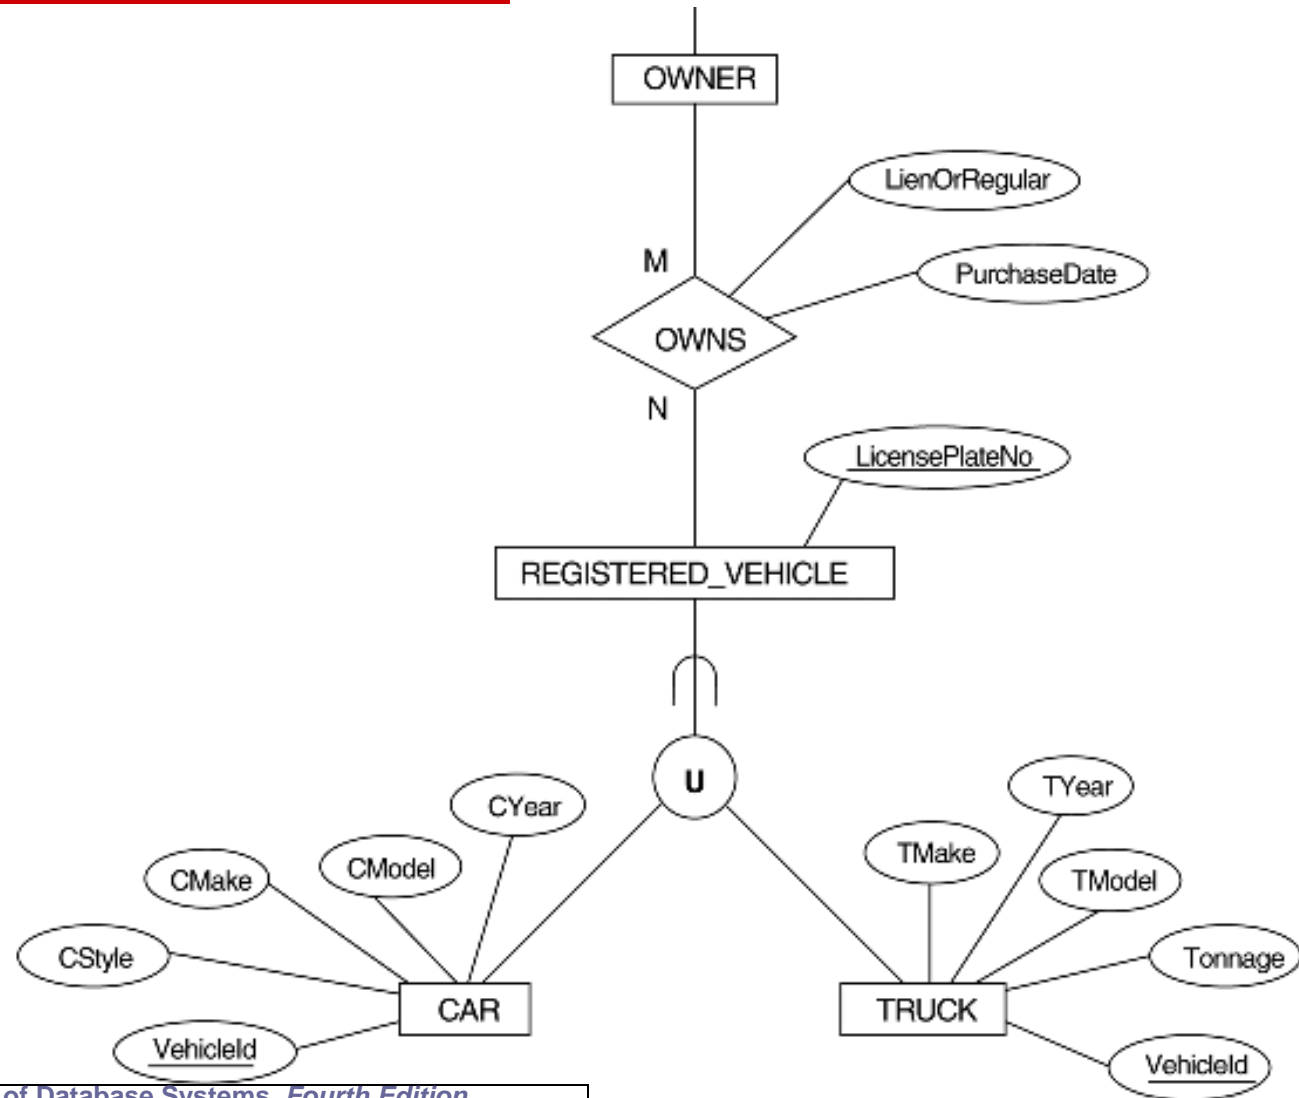 OWNER
LienOrRegular
M
PurchaseDate
OWNS
N
LicensePlateNo
REGISTERED_VEHICLE
U
CYear
TYear
CMake
CModel
TMake
TModel
CStyle
Tonnage
CAR
TRUCK
VehicleId
VehicleId
of Database Systems, Fourth Edition